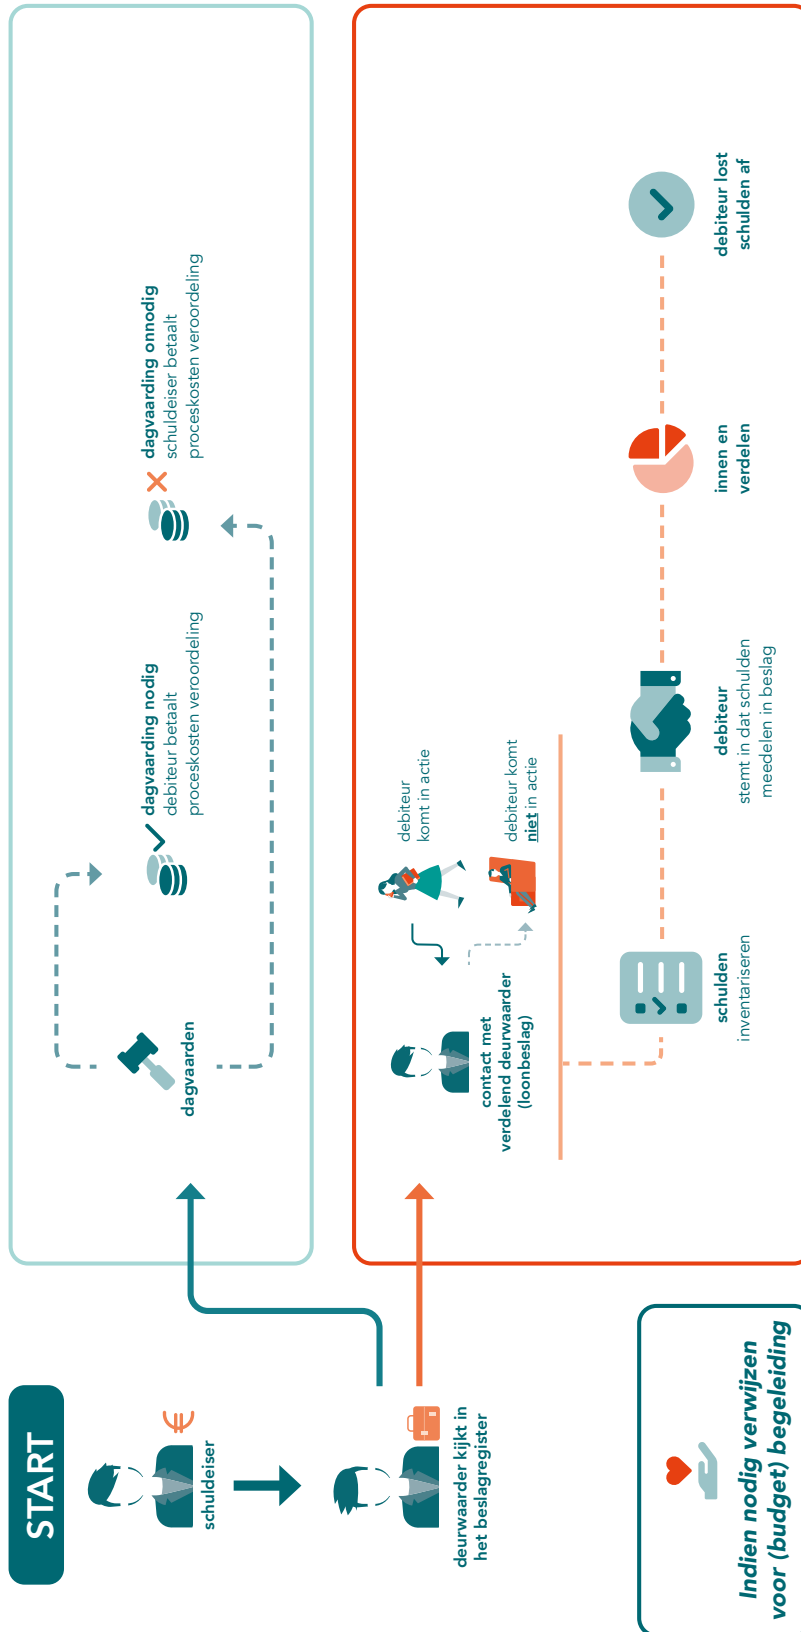 START
schuldeiser
deurwaarder kijkt in
het beslagregister
dagvaarden
dagvaarding nodig
debiteur betaalt
proceskosten veroordeling
dagvaarding onnodig
schuldeiser betaalt
proceskosten veroordeling
contact met
verdelend deurwaarder
(loonbeslag)
debiteur
komt in actie
debiteur komt
niet in actie
schulden
inventariseren
debiteur
stemt in dat schulden
meedelen in beslag
innen en
verdelen
debiteur lost
schulden af
Indien nodig verwijzen
voor (budget) begeleiding